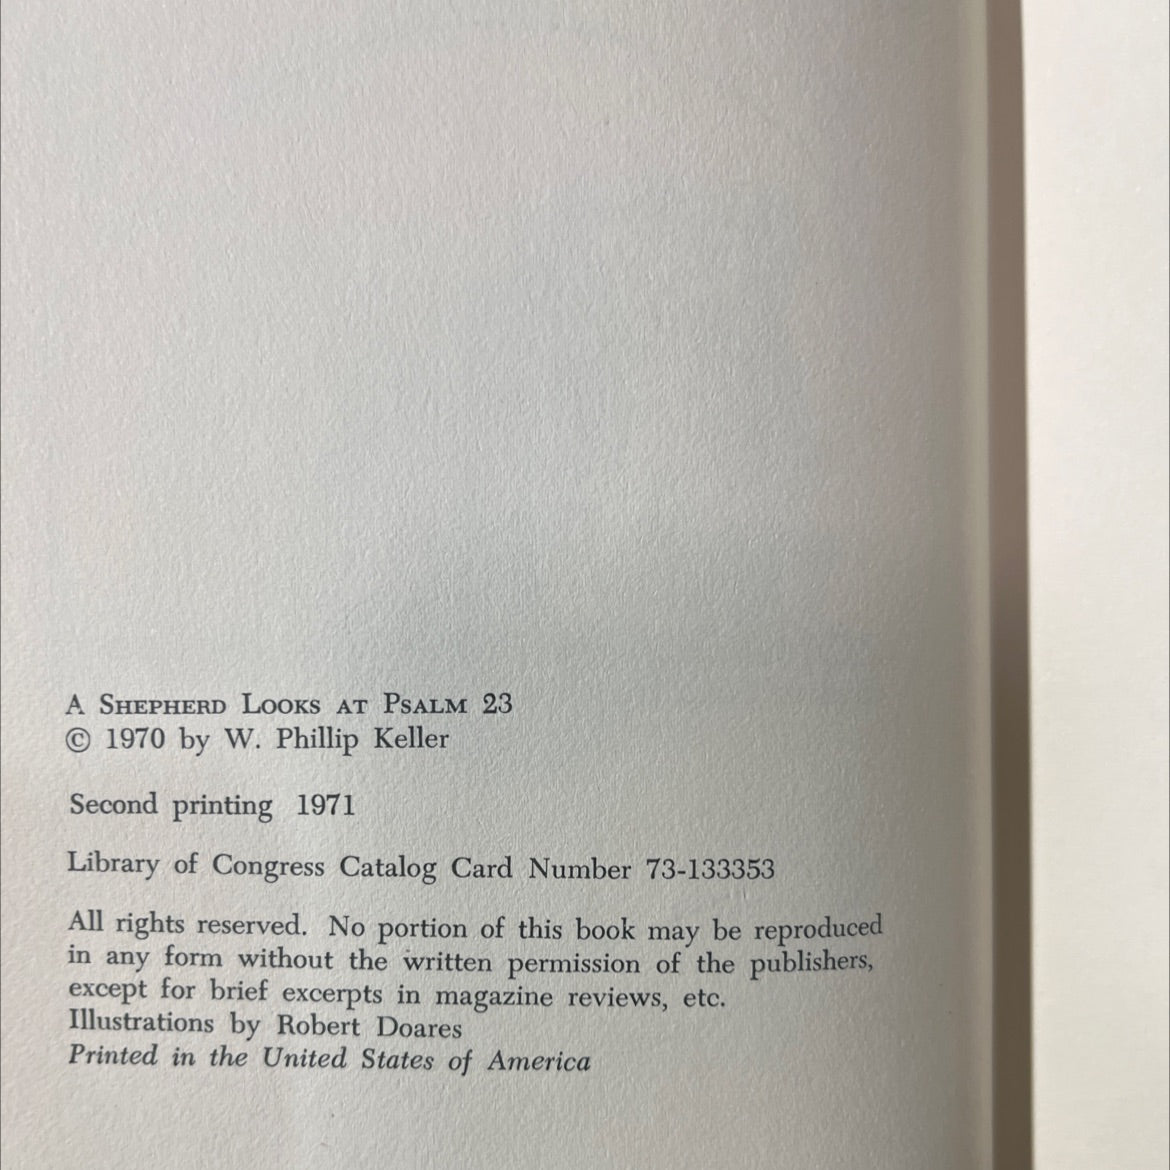 A Shepherd Looks at Psalm 23
© 1970 by W. Phillip Keller
Second printing 1971
Library of Congress Catalog Card Number 73-133353
All rights reserved. No portion of this book may be reproduced
in any form without the written permission of the publishers,
except for brief excerpts in magazine reviews, etc.
Illustrations by Robert Doares
Printed in the United States of America